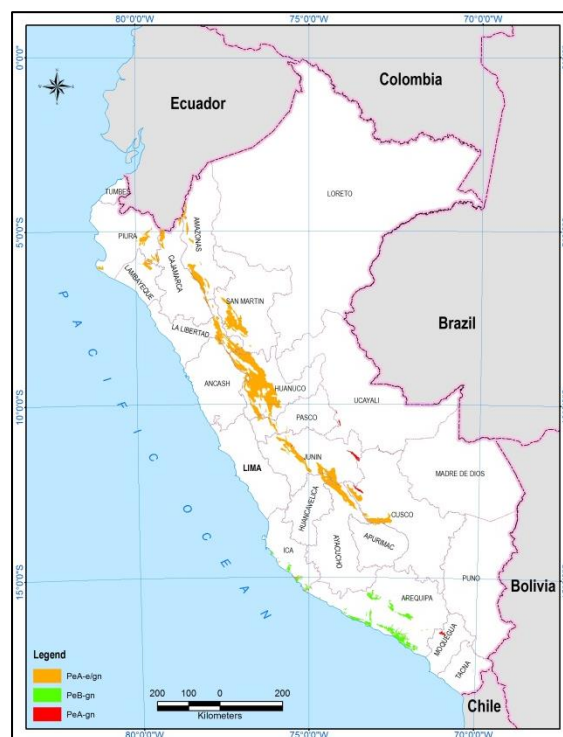 80°0'0"W
75°0'0"W
70°0'0"W
0°0'0"
Colombia
Ecuador
TUMBES
LORETO
PIURA
AMAZONAS
5°0'0"S
CAJAMARCA
LAMBAYEQUE
SAN MARTIN
Brazil
LA LIBERTAD
ANCASH
HUANUCO
UCAYALI
10°0'0"S
PASCO
PACIFIC OCEAN
LIMA
JUNIN
MADRE DE DIOS
HUANCAVELICA
CUSCO
ICA
AYACUCHO
APURIMAC
PUNO
15°0'0"S
AREQUIPA
Bolivia
MOQUEGUA
TACNA
Legend
PeA-e/gn
PeB-gn
PeA-gn
200 100 0 200
Kilometers
Chile
80°0'0"W
75°0'0"W
70°0'0"W